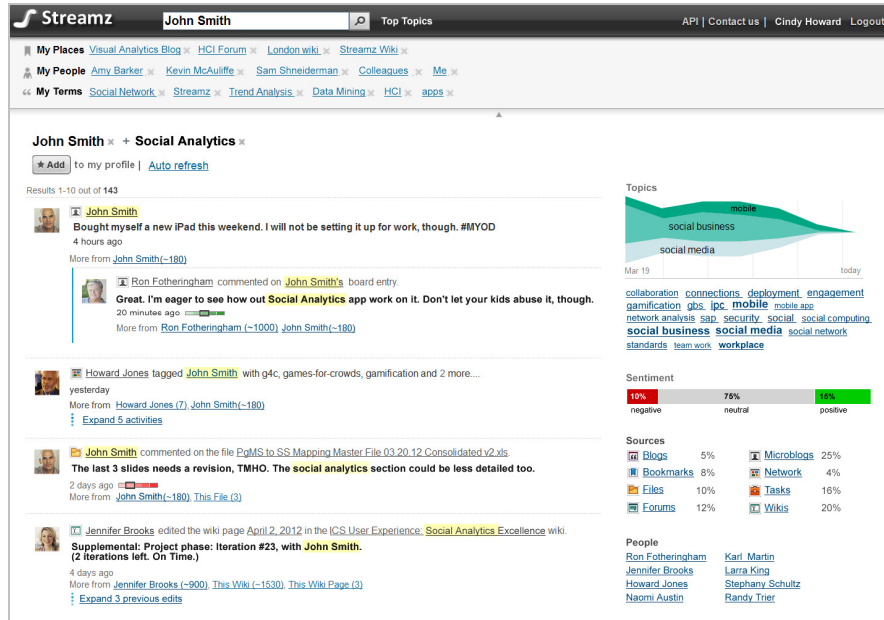 Streamz John Smith Top Topics API | Contact us | Cindy Howard Logout
My Places Visual Analytics Blog HCI Forum London wiki Streamz Wiki
My People Amy Barker Kevin McAuliffe Sam Shneiderman Colleagues Me
My Terms Social Network Streamz Trend Analysis Data Mining HCI apps
John Smith + Social Analytics
Add to my profile | Auto refresh
Results 1-10 out of 143
John Smith
Bought myself a new iPad this weekend. I will not be setting it up for work, though. #MYOD
4 hours ago
More from John Smith(~180)
Ron Fotheringham commented on John Smith's board entry.
Great. I'm eager to see how out Social Analytics app work on it. Don't let your kids abuse it, though.
20 minutes ago
More from Ron Fotheringham (~1000) John Smith(~180)
Howard Jones tagged John Smith with g4c, games-for-crowds, gamification and 2 more....
yesterday
More from Howard Jones (7), John Smith(~180)
Expand 5 activities
John Smith commented on the file PgMS to SS Mapping Master File 03.20.12 Consolidated v2.xls.
The last 3 slides needs a revision, TMHO. The social analytics section could be less detailed too.
2 days ago
More from John Smith(~180), This File (3)
Jennifer Brooks edited the wiki page April 2, 2012 in the ICS User Experience: Social Analytics Excellence wiki.
Supplemental: Project phase: Iteration #23, with John Smith.
(2 iterations left. On Time.)
4 days ago
More from Jennifer Brooks (~900), This Wiki (~1530), This Wiki Page (3)
Expand 3 previous edits
Topics
mobile
social business
social media
Mar 19 today
collaboration connections deployment engagement
gamification gbs ipc mobile mobile app
network analysis sap security social social computing
social business social media social network
standards team work workplace
Sentiment
10% 75% 15%
negative neutral positive
Sources
Blogs 5% Microblogs 25%
Bookmarks 8% Network 4%
Files 10% Tasks 16%
Forums 12% Wikis 20%
People
Ron Fotheringham Karl Martin
Jennifer Brooks Larra King
Howard Jones Stephany Schultz
Naomi Austin Randy Trier